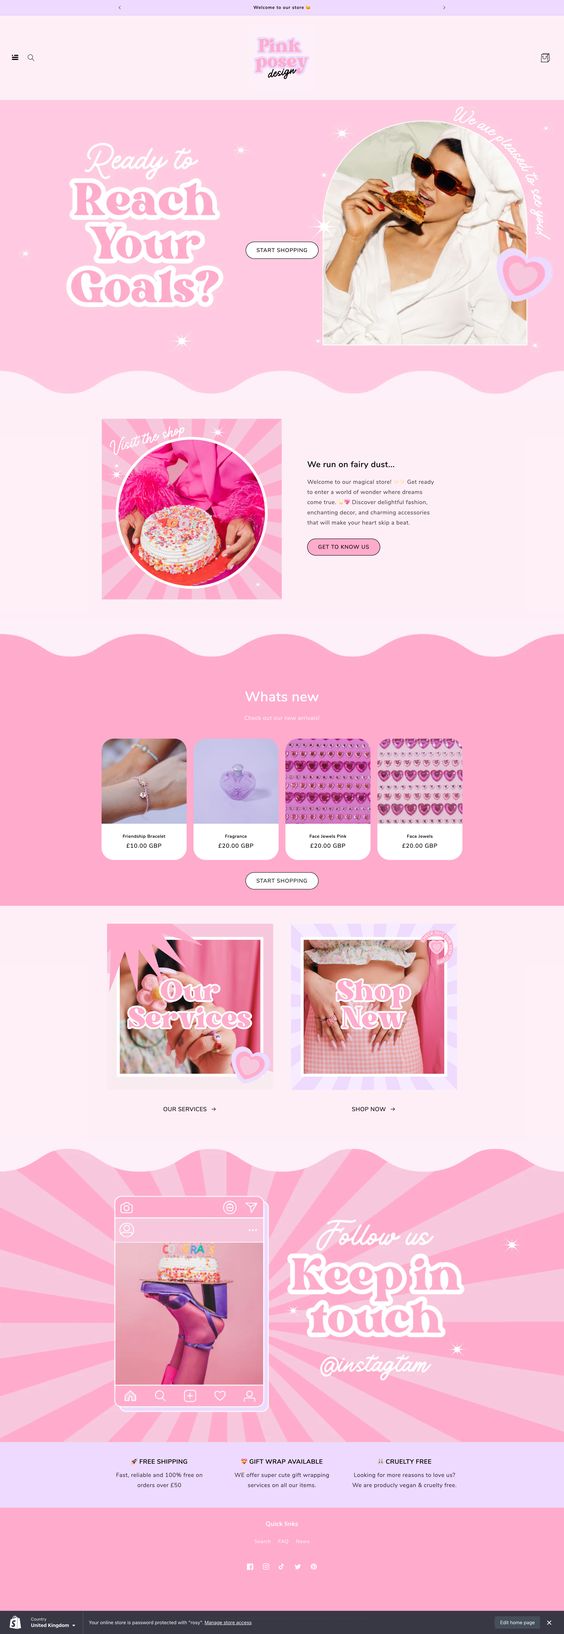 Welcome to our store 😊
Pink
posey
design
Ready to
Reach
Your
Goals?
We are pleased to see you!
START SHOPPING
Visit the shop
We run on fairy dust...
Welcome to our magical store! ✨✨ Get ready
to enter a world of wonder where dreams
come true. 🌟💖 Discover delightful fashion,
enchanting decor, and charming accessories
that will make your heart skip a beat.
GET TO KNOW US
Whats new
Check out our new arrivals!
Friendship Bracelet
£10.00 GBP
Fragrance
£20.00 GBP
Face Jewels Pink
£20.00 GBP
Face Jewels
£20.00 GBP
START SHOPPING
Our
Services
Shop
New
OUR SERVICES →
SHOP NOW →
CONGRATS
Follow us
Keep in
touch
@instagtam
🚀 FREE SHIPPING
Fast, reliable and 100% free on
orders over £50
💝 GIFT WRAP AVAILABLE
WE offer super cute gift wrapping
services on all our items.
🐰 CRUELTY FREE
Looking for more reasons to love us?
We are producly vegan & cruelty free.
Quick links
Search FAQ News
Country
United Kingdom
Your online store is password protected with "rosy". Manage store access
Edit home page